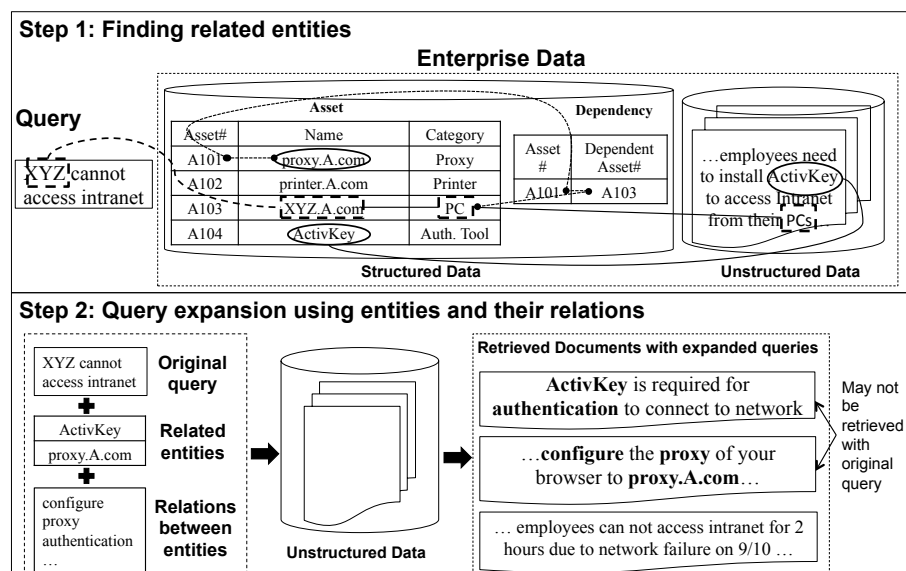 Step 1: Finding related entities
Enterprise Data
Query
XYZ cannot
access intranet
Asset
Asset# Name Category
A101 proxy.A.com Proxy
A102 printer.A.com Printer
A103 XYZ.A.com PC
A104 ActivKey Auth. Tool
Dependency
Asset
#
Dependent
Asset#
A101 A103
Structured Data
…employees need
to install ActivKey
to access Intranet
from their PCs …
Unstructured Data
Step 2: Query expansion using entities and their relations
XYZ cannot
access intranet
Original
query
ActivKey
proxy.A.com
Related
entities
configure
proxy
authentication
…
Relations
between
entities
Unstructured Data
Retrieved Documents with expanded queries
ActivKey is required for
authentication to connect to network
…configure the proxy of your
browser to proxy.A.com…
… employees can not access intranet for 2
hours due to network failure on 9/10 …
May not
be
retrieved
with
original
query